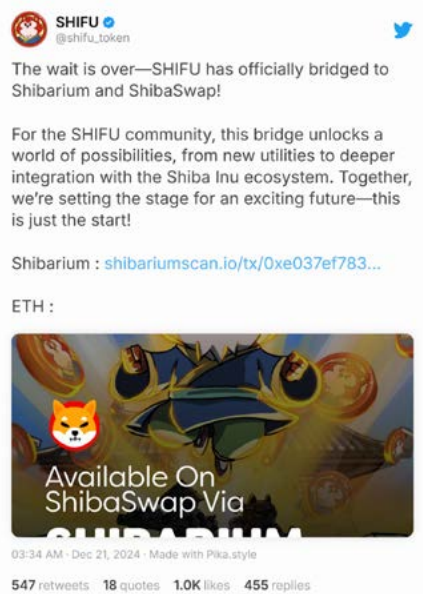 SHIFU
@shifu_token
The wait is over—SHIFU has officially bridged to
Shibarium and ShibaSwap!
For the SHIFU community, this bridge unlocks a
world of possibilities, from new utilities to deeper
integration with the Shiba Inu ecosystem. Together,
we're setting the stage for an exciting future—this
is just the start!
Shibarium : shibariumscan.io/tx/0xe037ef783...
ETH :
Available On
ShibaSwap Via
SHIBARIUM
03:34 AM · Dec 21, 2024 · Made with Pika.style
547 retweets 18 quotes 1.0K likes 455 replies